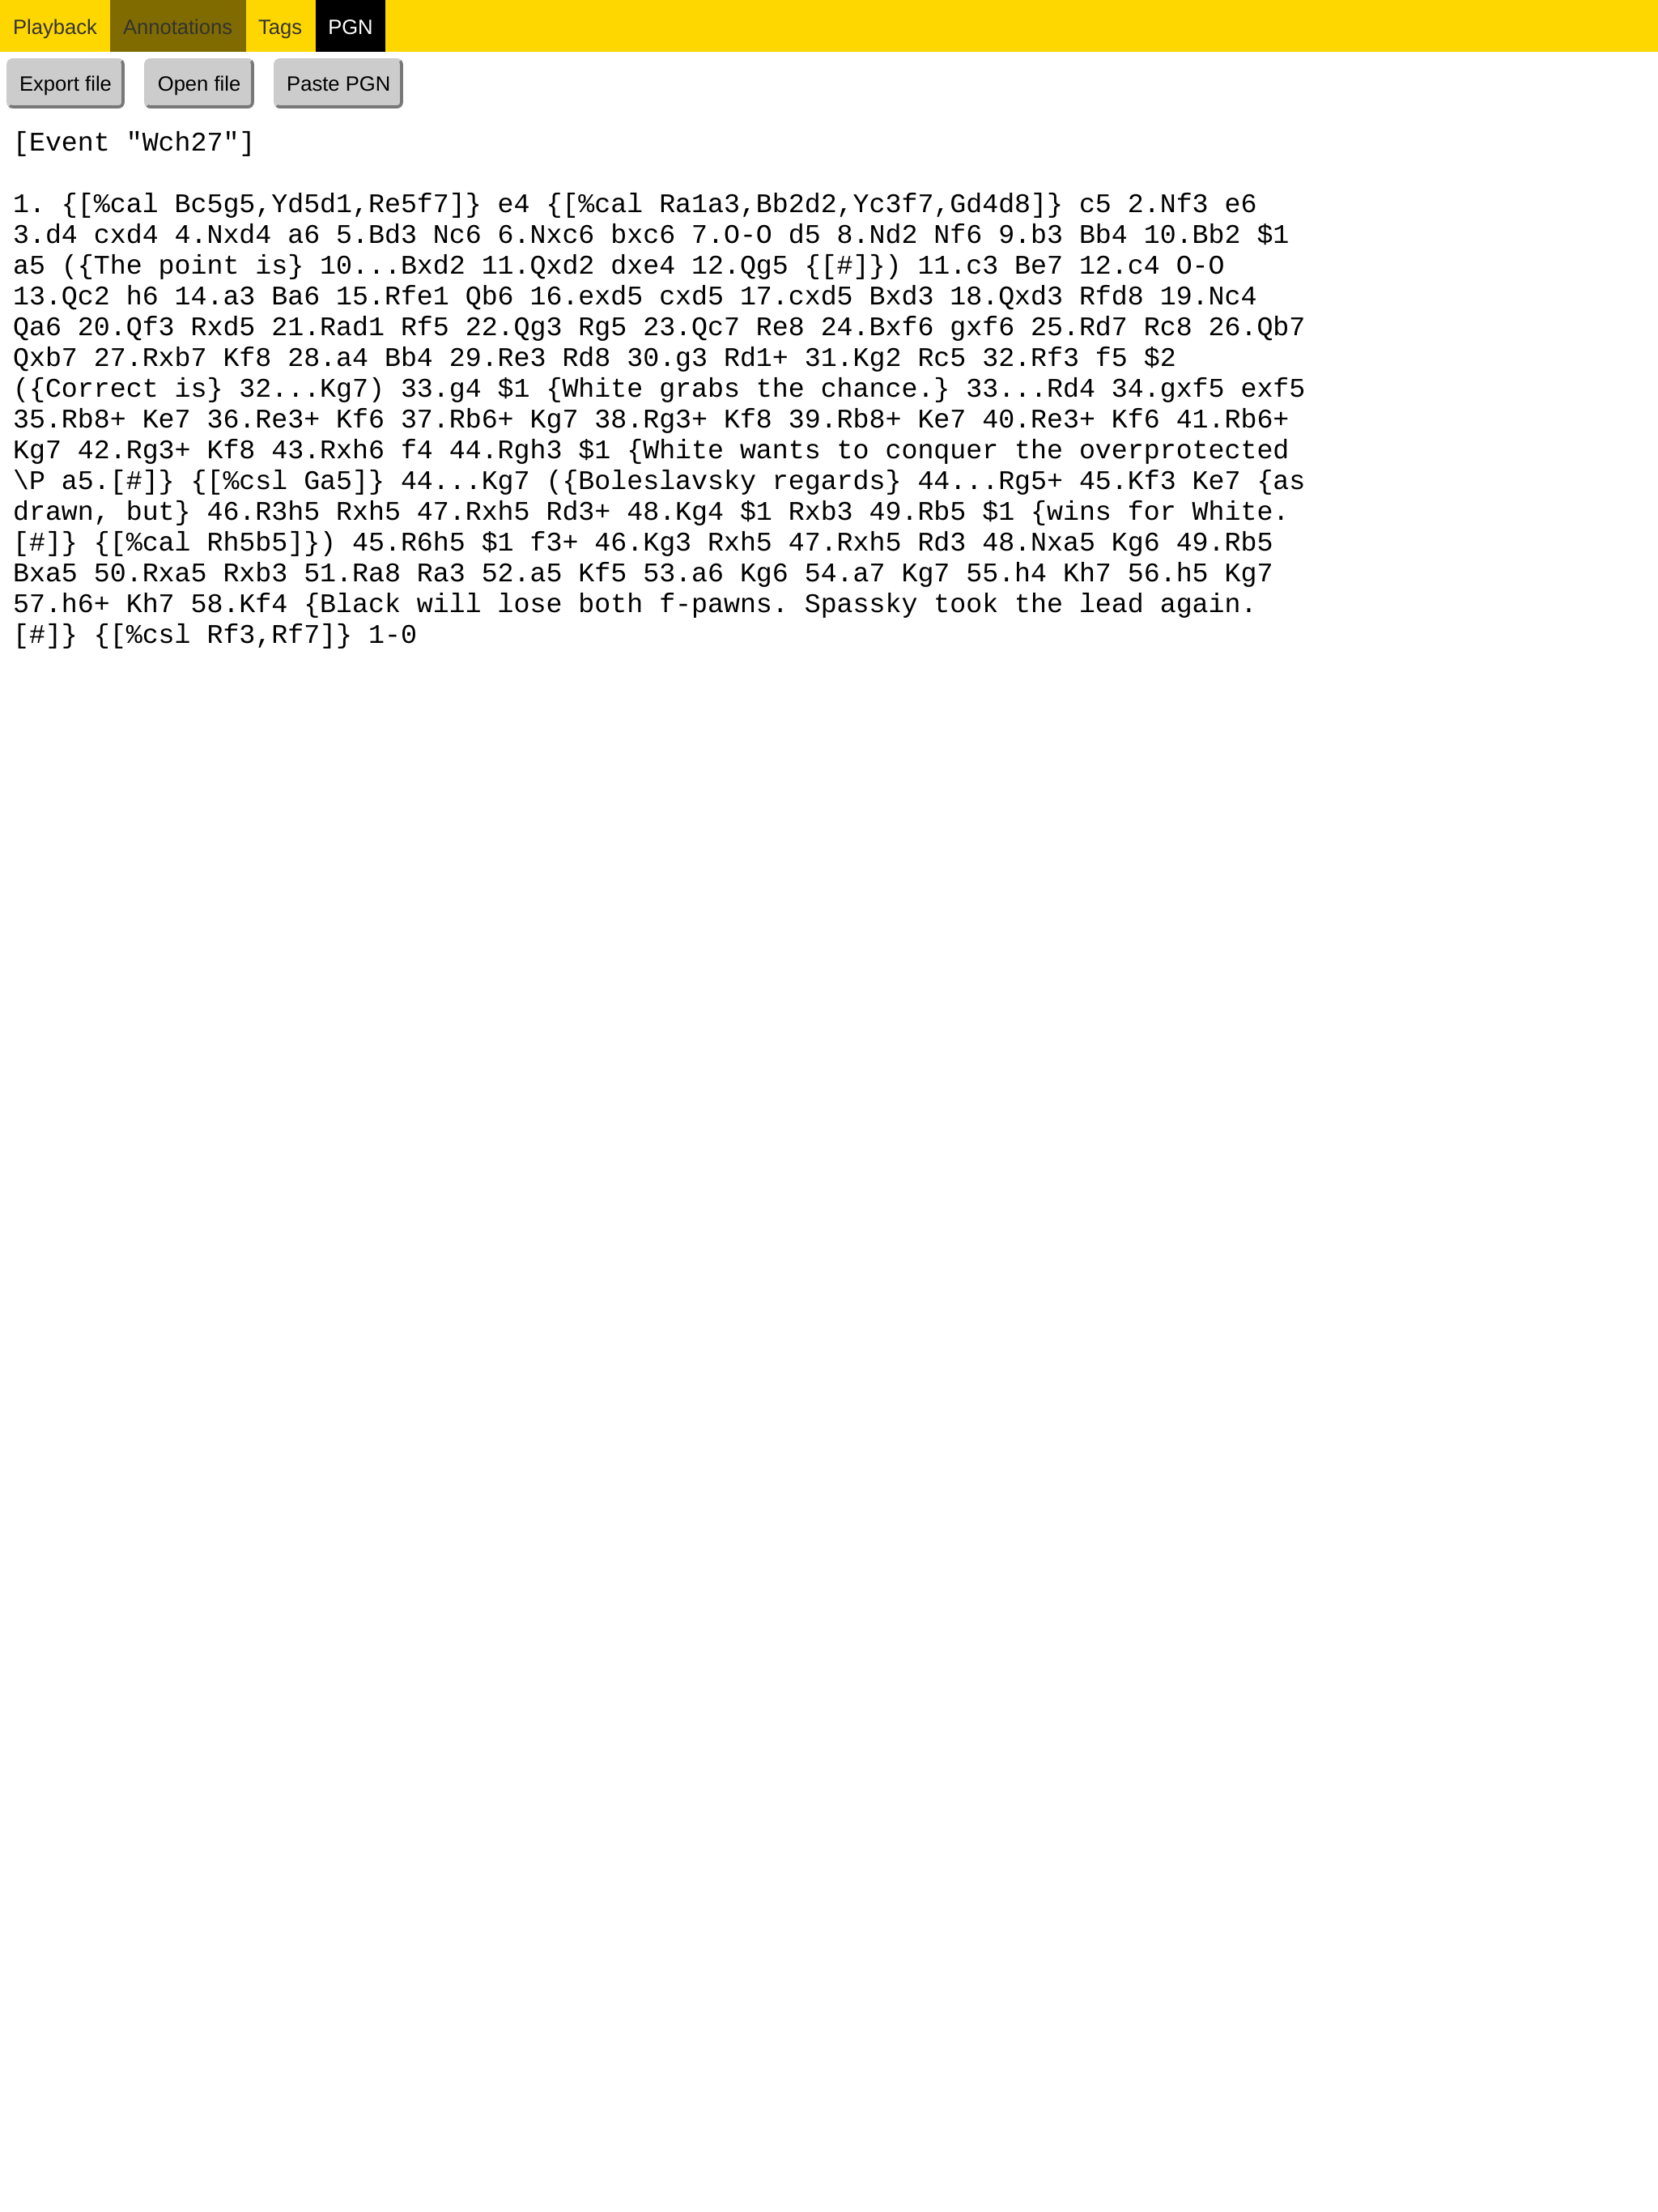 Playback Annotations Tags PGN
Export file Open file Paste PGN
[Event "Wch27"]
1. {[%cal Bc5g5,Yd5d1,Re5f7]} e4 {[%cal Ra1a3,Bb2d2,Yc3f7,Gd4d8]} c5 2.Nf3 e6
3.d4 cxd4 4.Nxd4 a6 5.Bd3 Nc6 6.Nxc6 bxc6 7.O-O d5 8.Nd2 Nf6 9.b3 Bb4 10.Bb2 $1
a5 ({The point is} 10...Bxd2 11.Qxd2 dxe4 12.Qg5 {[#]}) 11.c3 Be7 12.c4 O-O
13.Qc2 h6 14.a3 Ba6 15.Rfe1 Qb6 16.exd5 cxd5 17.cxd5 Bxd3 18.Qxd3 Rfd8 19.Nc4
Qa6 20.Qf3 Rxd5 21.Rad1 Rf5 22.Qg3 Rg5 23.Qc7 Re8 24.Bxf6 gxf6 25.Rd7 Rc8 26.Qb7
Qxb7 27.Rxb7 Kf8 28.a4 Bb4 29.Re3 Rd8 30.g3 Rd1+ 31.Kg2 Rc5 32.Rf3 f5 $2
({Correct is} 32...Kg7) 33.g4 $1 {White grabs the chance.} 33...Rd4 34.gxf5 exf5
35.Rb8+ Ke7 36.Re3+ Kf6 37.Rb6+ Kg7 38.Rg3+ Kf8 39.Rb8+ Ke7 40.Re3+ Kf6 41.Rb6+
Kg7 42.Rg3+ Kf8 43.Rxh6 f4 44.Rgh3 $1 {White wants to conquer the overprotected
\P a5.[#]} {[%csl Ga5]} 44...Kg7 ({Boleslavsky regards} 44...Rg5+ 45.Kf3 Ke7 {as
drawn, but} 46.R3h5 Rxh5 47.Rxh5 Rd3+ 48.Kg4 $1 Rxb3 49.Rb5 $1 {wins for White.
[#]} {[%cal Rh5b5]}) 45.R6h5 $1 f3+ 46.Kg3 Rxh5 47.Rxh5 Rd3 48.Nxa5 Kg6 49.Rb5
Bxa5 50.Rxa5 Rxb3 51.Ra8 Ra3 52.a5 Kf5 53.a6 Kg6 54.a7 Kg7 55.h4 Kh7 56.h5 Kg7
57.h6+ Kh7 58.Kf4 {Black will lose both f-pawns. Spassky took the lead again.
[#]} {[%csl Rf3,Rf7]} 1-0